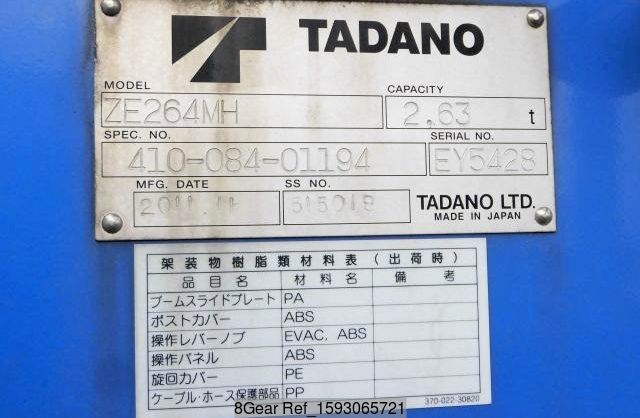 TADANO
MODEL CAPACITY
ZE264MH 2.63 t
SPEC. NO. SERIAL NO.
410-084-01194 EY5428
MFG. DATE SS NO.
2011.11 TADANO LTD.
MADE IN JAPAN
架装物樹脂類材料表(出荷時)
品目名 材料名 備考
ブームスライドプレート PA
ポストカバー ABS
操作レバーノブ EVAC, ABS
操作パネル ABS
旋回カバー PE
ケーブル・ホース保護部品 PP
370-022-30820
8Gear Ref_1593065721